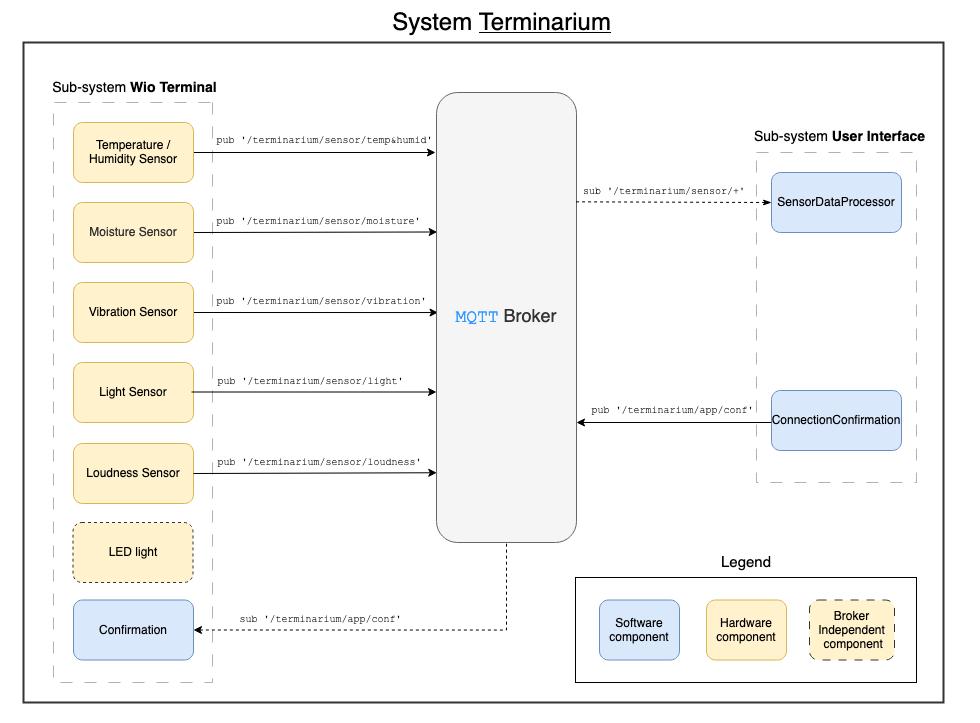 System Terminarium
Sub-system Wio Terminal
Temperature /
Humidity Sensor
pub '/terminarium/sensor/temp&humid'
Moisture Sensor
pub '/terminarium/sensor/moisture'
Vibration Sensor
pub '/terminarium/sensor/vibration'
Light Sensor
pub '/terminarium/sensor/light'
Loudness Sensor
pub '/terminarium/sensor/loudness'
LED light
Confirmation
sub '/terminarium/app/conf'
MQTT Broker
Sub-system User Interface
sub '/terminarium/sensor/+'
SensorDataProcessor
pub '/terminarium/app/conf'
ConnectionConfirmation
Legend
Software
component
Hardware
component
Broker
Independent
component